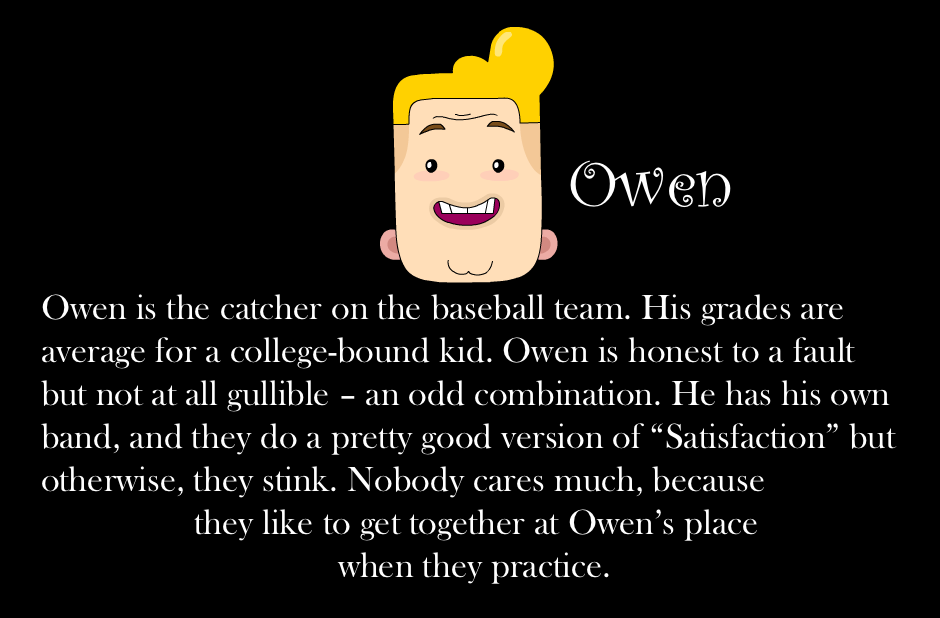 Owen
Owen is the catcher on the baseball team. His grades are
average for a college-bound kid. Owen is honest to a fault
but not at all gullible – an odd combination. He has his own
band, and they do a pretty good version of “Satisfaction” but
otherwise, they stink. Nobody cares much, because
they like to get together at Owen’s place
when they practice.